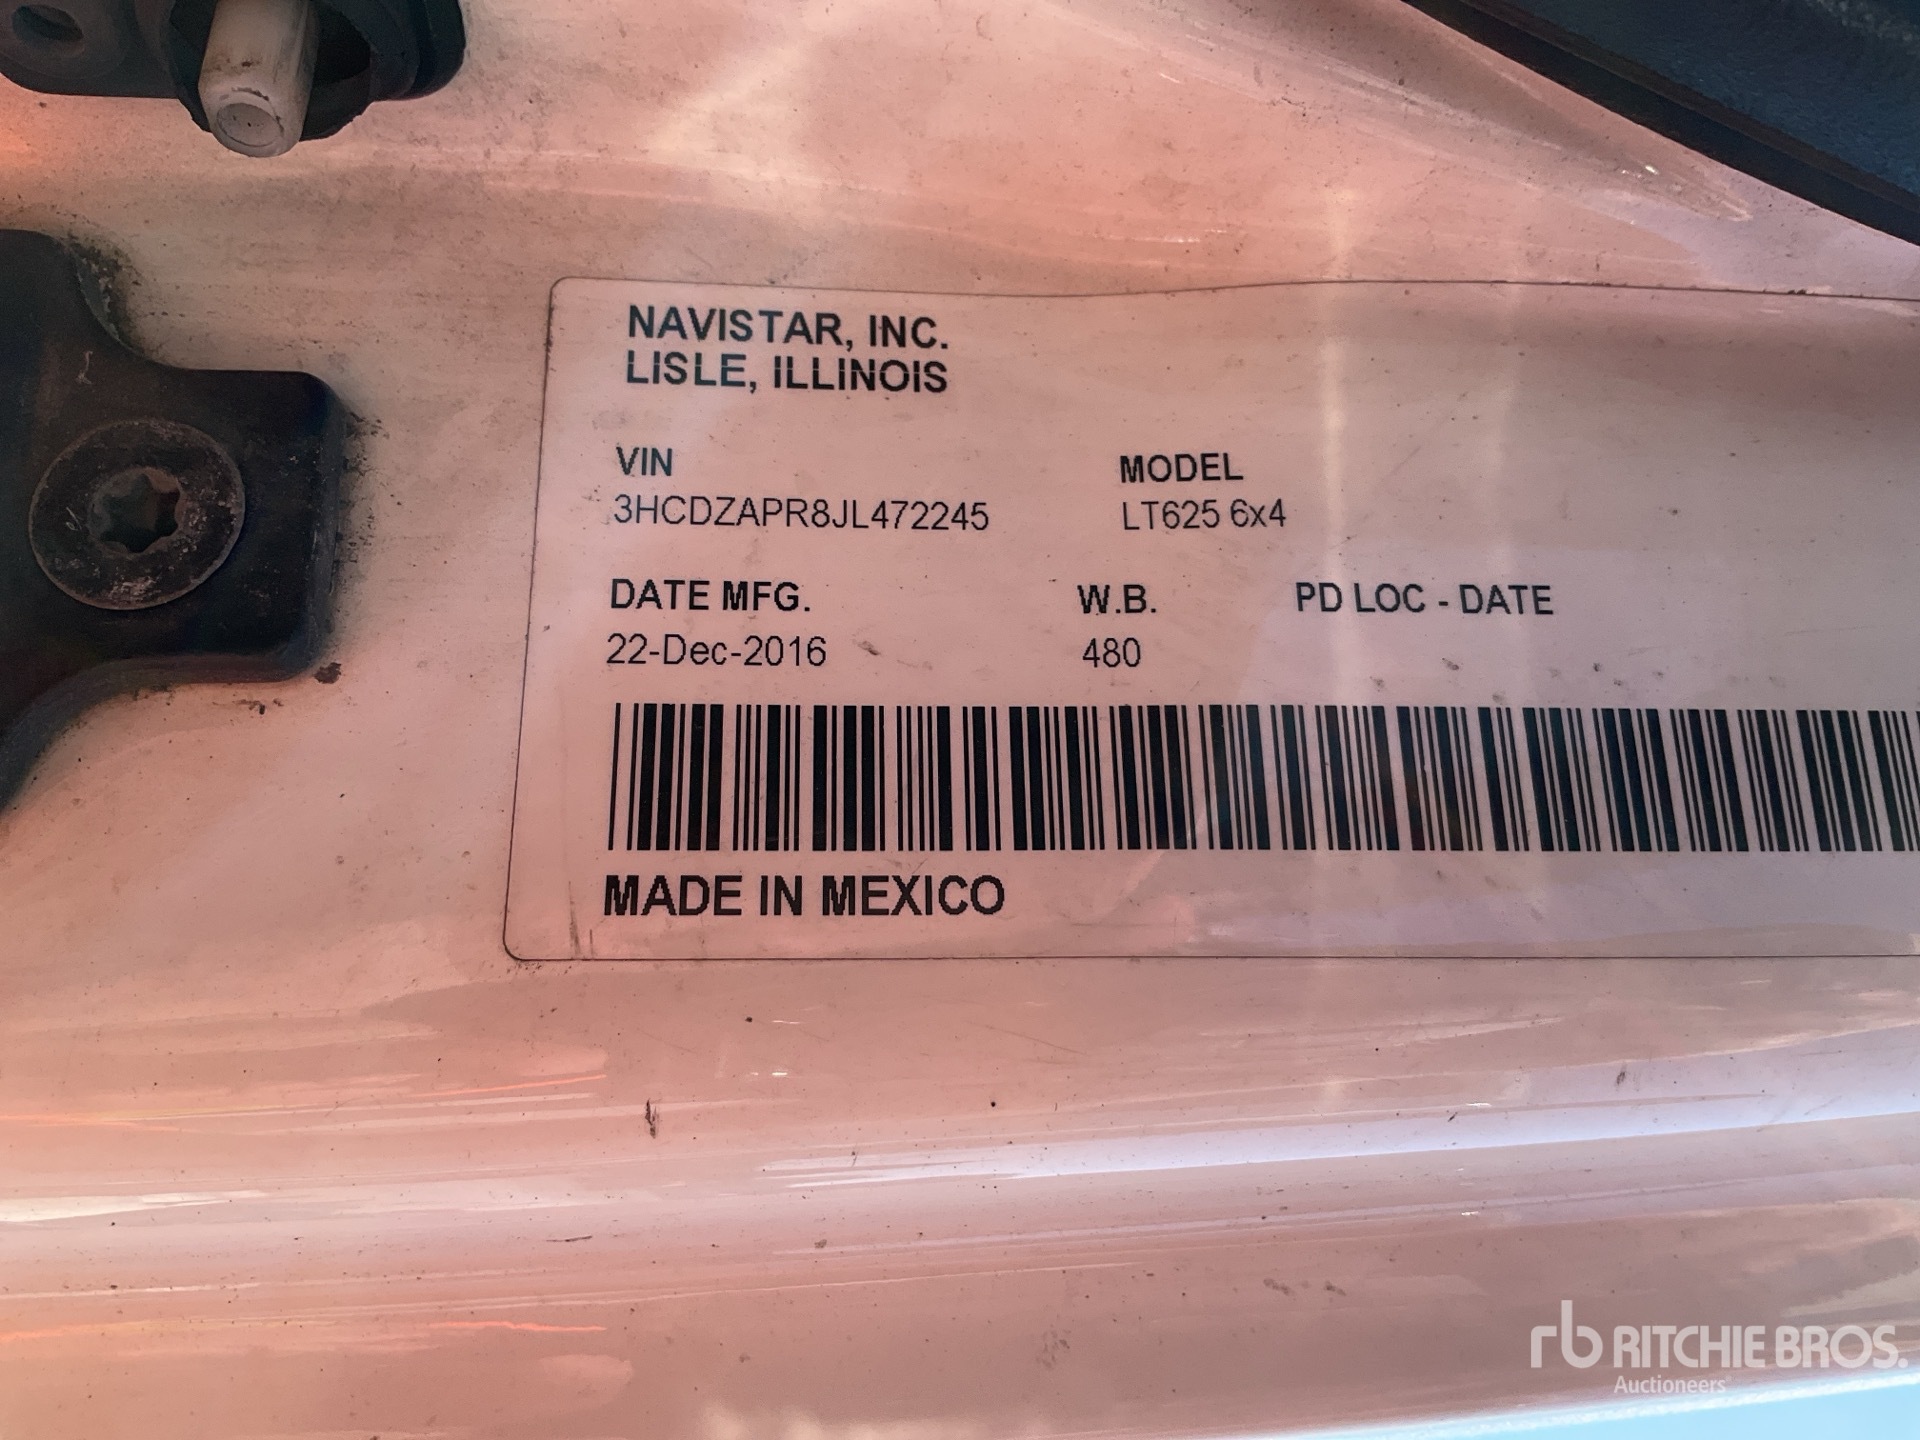 NAVISTAR, INC.
LISLE, ILLINOIS
VIN MODEL
3HCDZAPR8JL472245 LT625 6x4
DATE MFG. W.B. PD LOC - DATE
22-Dec-2016 480
MADE IN MEXICO
rb RITCHIE BROS.
Auctioneers